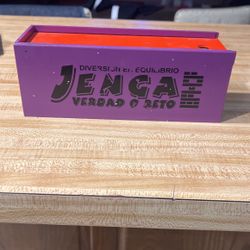 DIVERSION EN EQUILIBRIO
JENGA
VERDAD O RETO